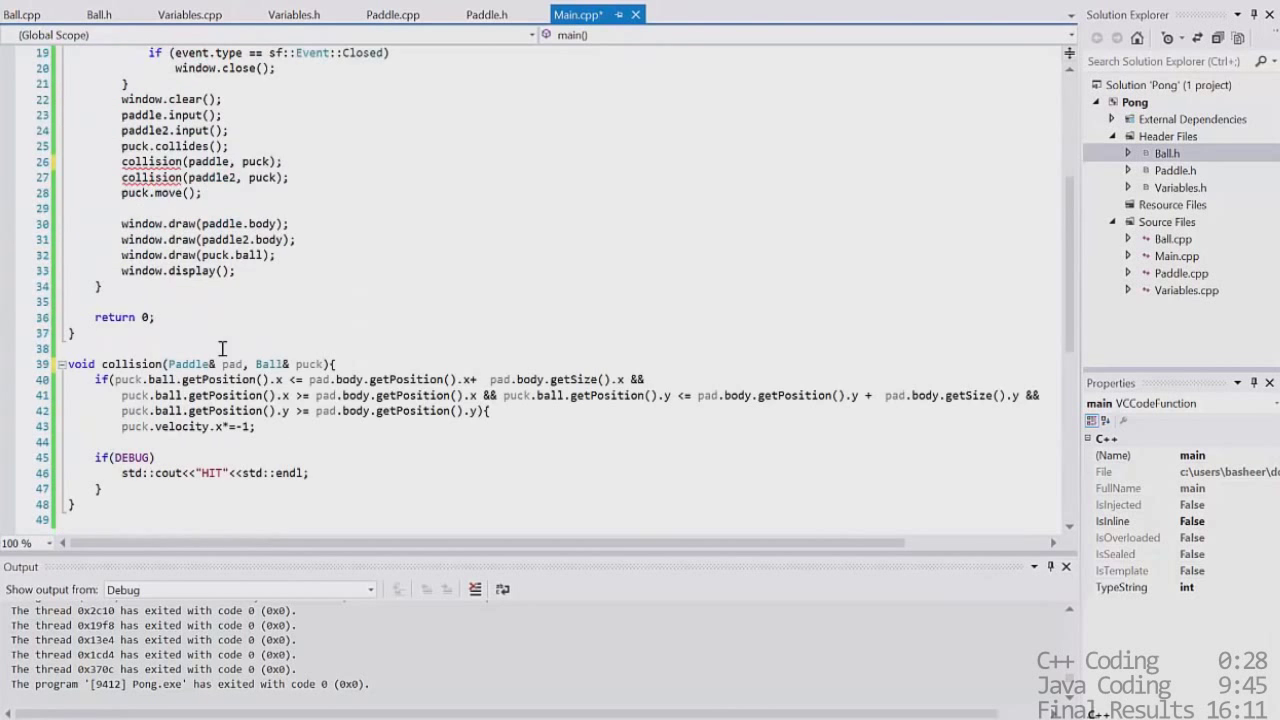 Ball.cpp Ball.h Variables.cpp Variables.h Paddle.cpp Paddle.h Main.cpp*
(Global Scope) main()
19 if (event.type == sf::Event::Closed)
20 window.close();
21 }
22 window.clear();
23 paddle.input();
24 paddle2.input();
25 puck.collides();
26 collision(paddle, puck);
27 collision(paddle2, puck);
28 puck.move();
29
30 window.draw(paddle.body);
31 window.draw(paddle2.body);
32 window.draw(puck.ball);
33 window.display();
34 }
35
36 return 0;
37 }
38
39 void collision(Paddle& pad, Ball& puck){
40 if(puck.ball.getPosition().x <= pad.body.getPosition().x+ pad.body.getSize().x &&
41 puck.ball.getPosition().x >= pad.body.getPosition().x && puck.ball.getPosition().y <= pad.body.getPosition().y + pad.body.getSize().y &&
42 puck.ball.getPosition().y >= pad.body.getPosition().y){
43 puck.velocity.x*=-1;
44
45 if(DEBUG)
46 std::cout<<"HIT"<<std::endl;
47 }
48 }
49
100 %
Output
Show output from: Debug
The thread 0x2c10 has exited with code 0 (0x0).
The thread 0x19f8 has exited with code 0 (0x0).
The thread 0x13e4 has exited with code 0 (0x0).
The thread 0x1cd4 has exited with code 0 (0x0).
The thread 0x370c has exited with code 0 (0x0).
The program '[9412] Pong.exe' has exited with code 0 (0x0).
Solution Explorer
Search Solution Explorer (Ctrl+;)
Solution 'Pong' (1 project)
Pong
External Dependencies
Header Files
Ball.h
Paddle.h
Variables.h
Resource Files
Source Files
Ball.cpp
Main.cpp
Paddle.cpp
Variables.cpp
Properties
main VCCodeFunction
C++
(Name) main
File c:\users\basheer\do
FullName main
IsInjected False
IsInline False
IsOverloaded False
IsSealed False
IsTemplate False
TypeString int
C++ Coding 0:28
Java Coding 9:45
Final Results 16:11
C++